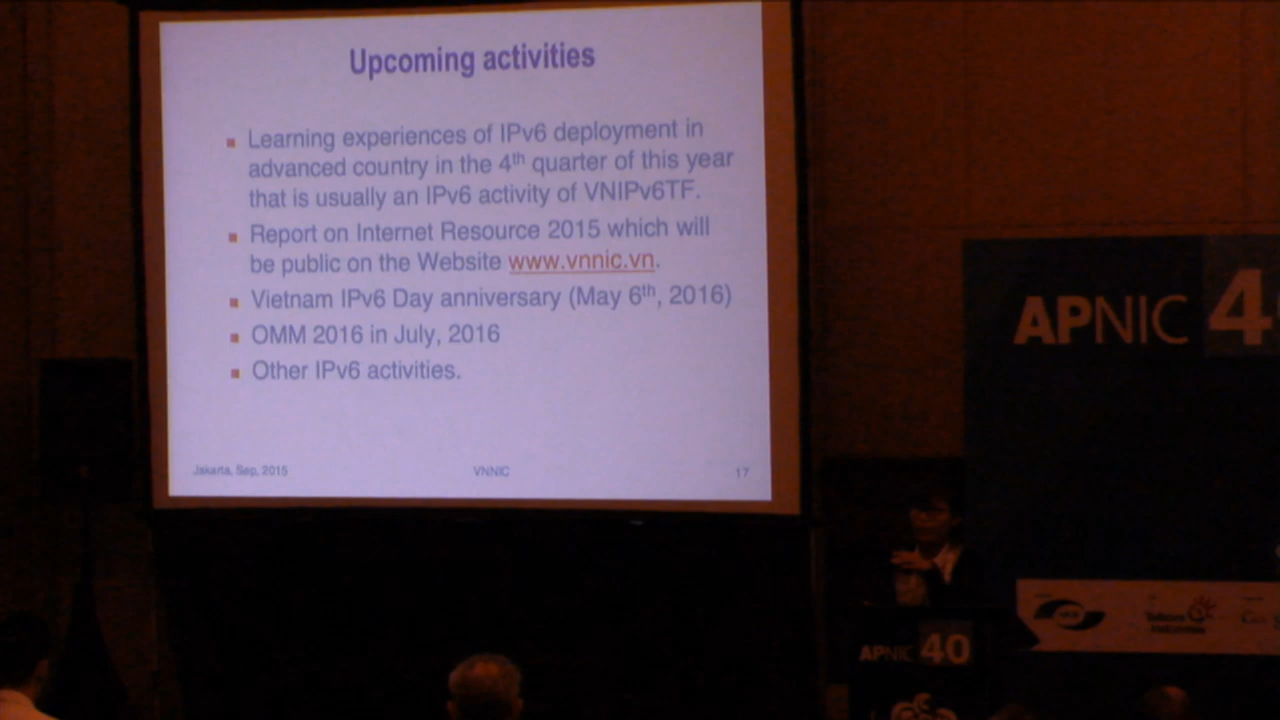 Upcoming activities
Learning experiences of IPv6 deployment in
advanced country in the 4th quarter of this year
that is usually an IPv6 activity of VNIPv6TF.
Report on Internet Resource 2015 which will
be public on the Website www.vnnic.vn.
Vietnam IPv6 Day anniversary (May 6th, 2016)
OMM 2016 in July, 2016
Other IPv6 activities.
Jakarta, Sep, 2015
VNNIC
17
APNIC 4
APNIC 40